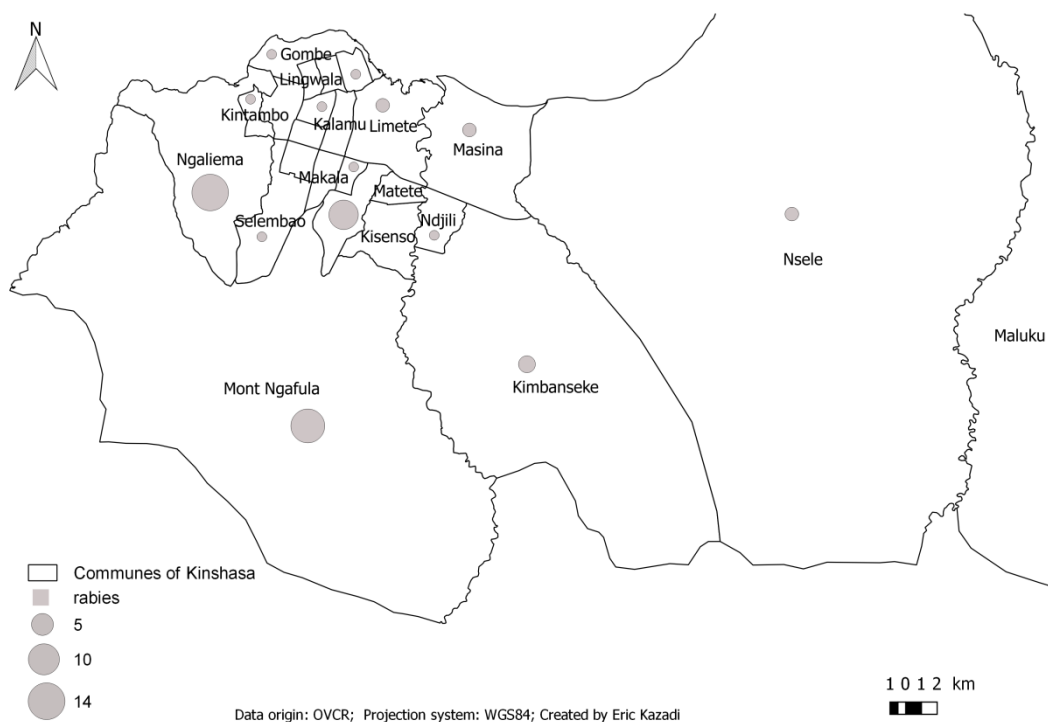 N
Gombe
Lingwala
Kintambo
Kalamu
Limete
Masina
Ngaliema
Makala
Matete
Selembao
Kisenso
Ndjili
Nsele
Maluku
Kimbanseke
Mont Ngafula
Communes of Kinshasa
rabies
5
10
14
1 0 1 2 km
Data origin: OVCR; Projection system: WGS84; Created by Eric Kazadi